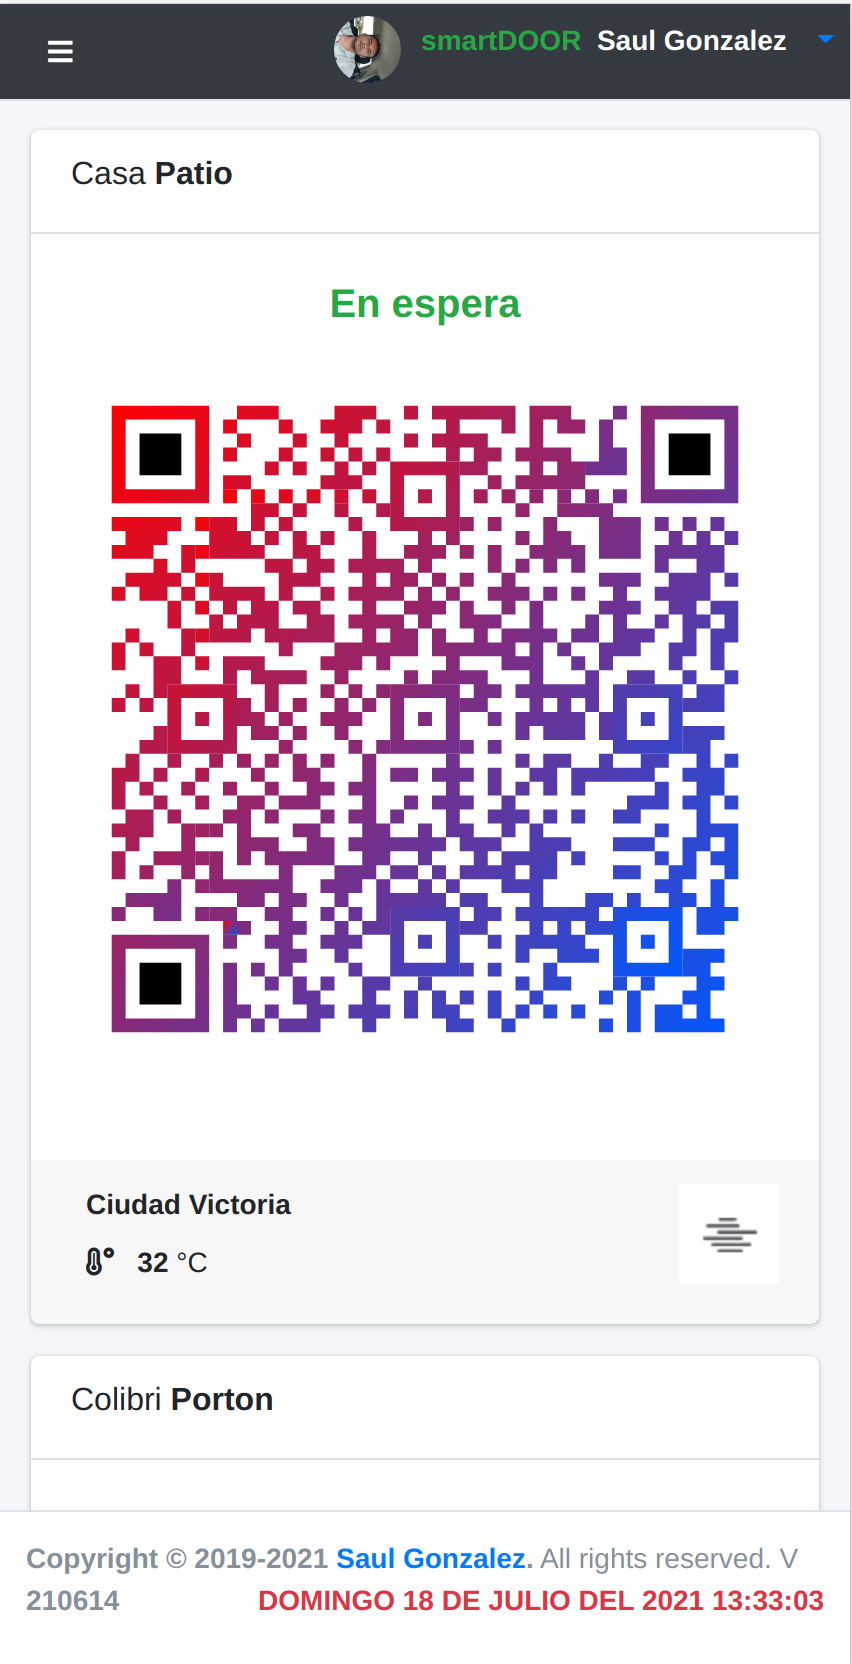 smartDOOR Saul Gonzalez
Casa Patio
En espera
Ciudad Victoria
32 °C
Colibri Porton
Copyright © 2019-2021 Saul Gonzalez. All rights reserved. V
210614 DOMINGO 18 DE JULIO DEL 2021 13:33:03